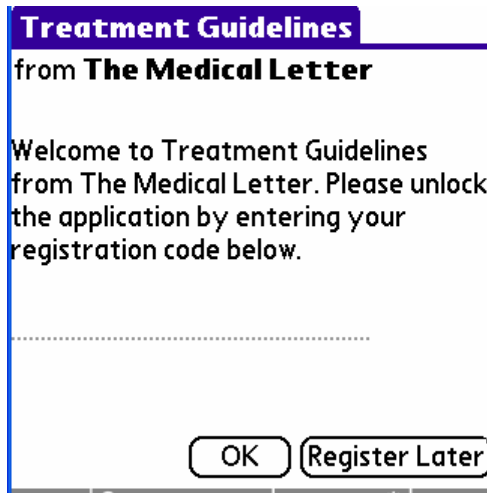 Treatment Guidelines
from The Medical Letter
Welcome to Treatment Guidelines
from The Medical Letter. Please unlock
the application by entering your
registration code below.
OK Register Later